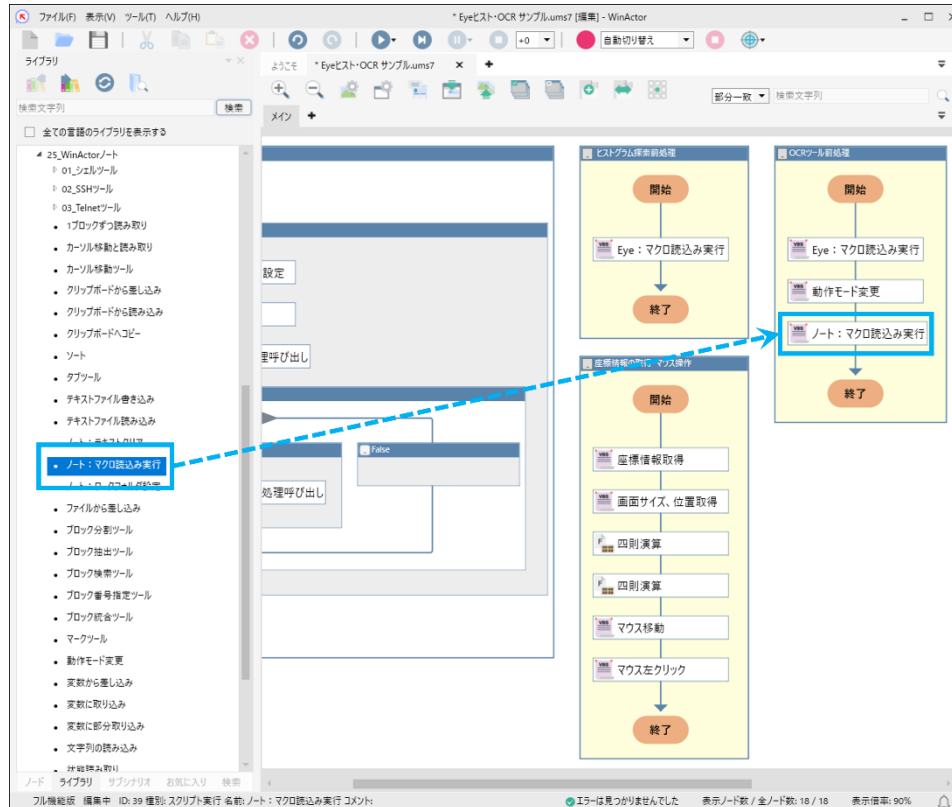 ファイル(F) 表示(V) ツール(T) ヘルプ(H)
* Eyeヒスト・OCR サンプル.ums7 [編集] - WinActor
+0
自動切り替え
ライブラリ
ようこそ
* Eyeヒスト・OCR サンプル.ums7
部分一致
検索文字列
検索文字列
検索
メイン
全ての言語のライブラリを表示する
25_WinActorノート
01_シェルツール
02_SSHツール
03_Telnetツール
1ブロックずつ読み取り
カーソル移動と読み取り
カーソル移動ツール
クリップボードから差し込み
クリップボードから読み込み
クリップボードへコピー
ソート
タブツール
テキストファイル書き込み
テキストファイル読み込み
ノート：テキストクリア
ノート：マクロ読込み実行
ノート：ワークフォルダ設定
ファイルから差し込み
ブロック分割ツール
ブロック抽出ツール
ブロック検索ツール
ブロック番号指定ツール
ブロック統合ツール
マークツール
動作モード変更
変数から差し込み
変数に取り込み
変数に部分取り込み
文字列の読み込み
状態読み取り
ノード
ライブラリ
サブシナリオ
お気に入り
検索
設定
理呼び出し
処理呼び出し
False
ヒストグラム探索前処理
開始
Eye：マクロ読込み実行
終了
座標情報の取得・マウス操作
開始
座標情報取得
画面サイズ、位置取得
四則演算
四則演算
マウス移動
マウス左クリック
終了
OCRツール前処理
開始
Eye：マクロ読込み実行
動作モード変更
ノート：マクロ読込み実行
終了
フル機能版 編集中 ID: 39 種別: スクリプト実行 名前: ノート：マクロ読込み実行 コメント:
エラーは見つかりませんでした
表示ノード数 / 全ノード数: 18 / 18
表示倍率: 90%